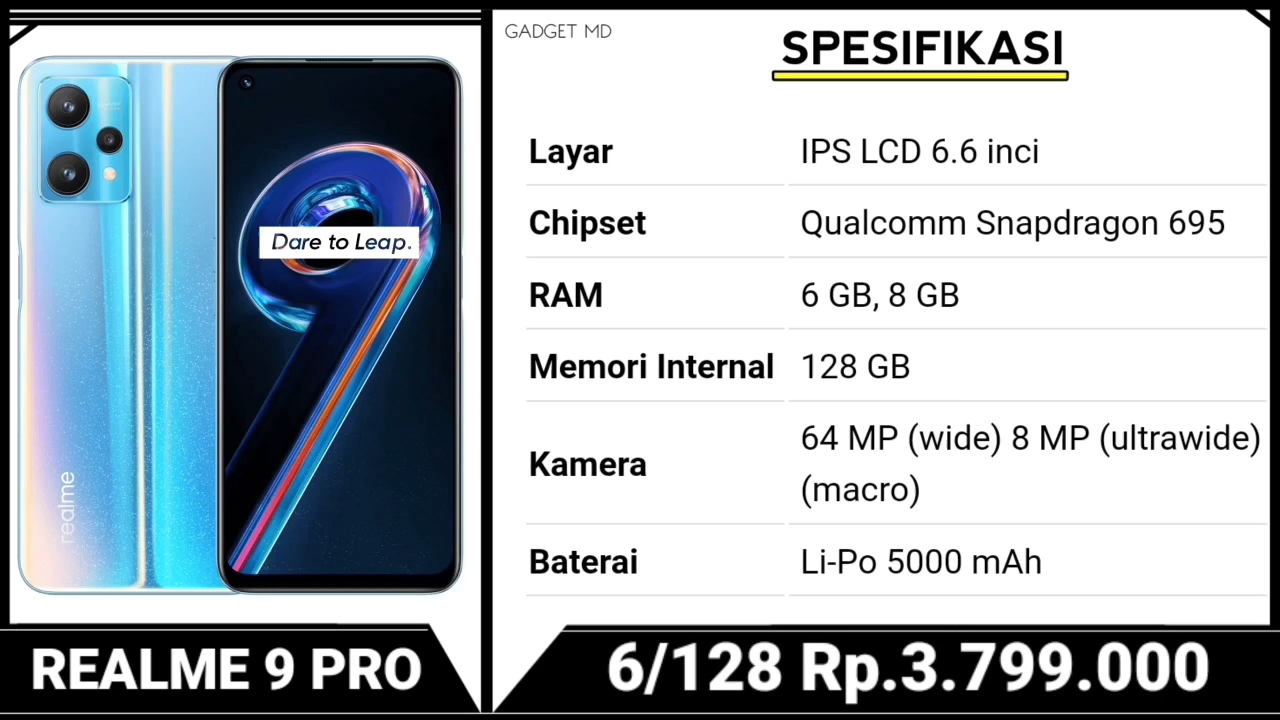 GADGET MD
SPESIFIKASI
realme
Dare to Leap.
Layar IPS LCD 6.6 inci
Chipset Qualcomm Snapdragon 695
RAM 6 GB, 8 GB
Memori Internal 128 GB
Kamera 64 MP (wide) 8 MP (ultrawide)
(macro)
Baterai Li-Po 5000 mAh
REALME 9 PRO
6/128 Rp.3.799.000